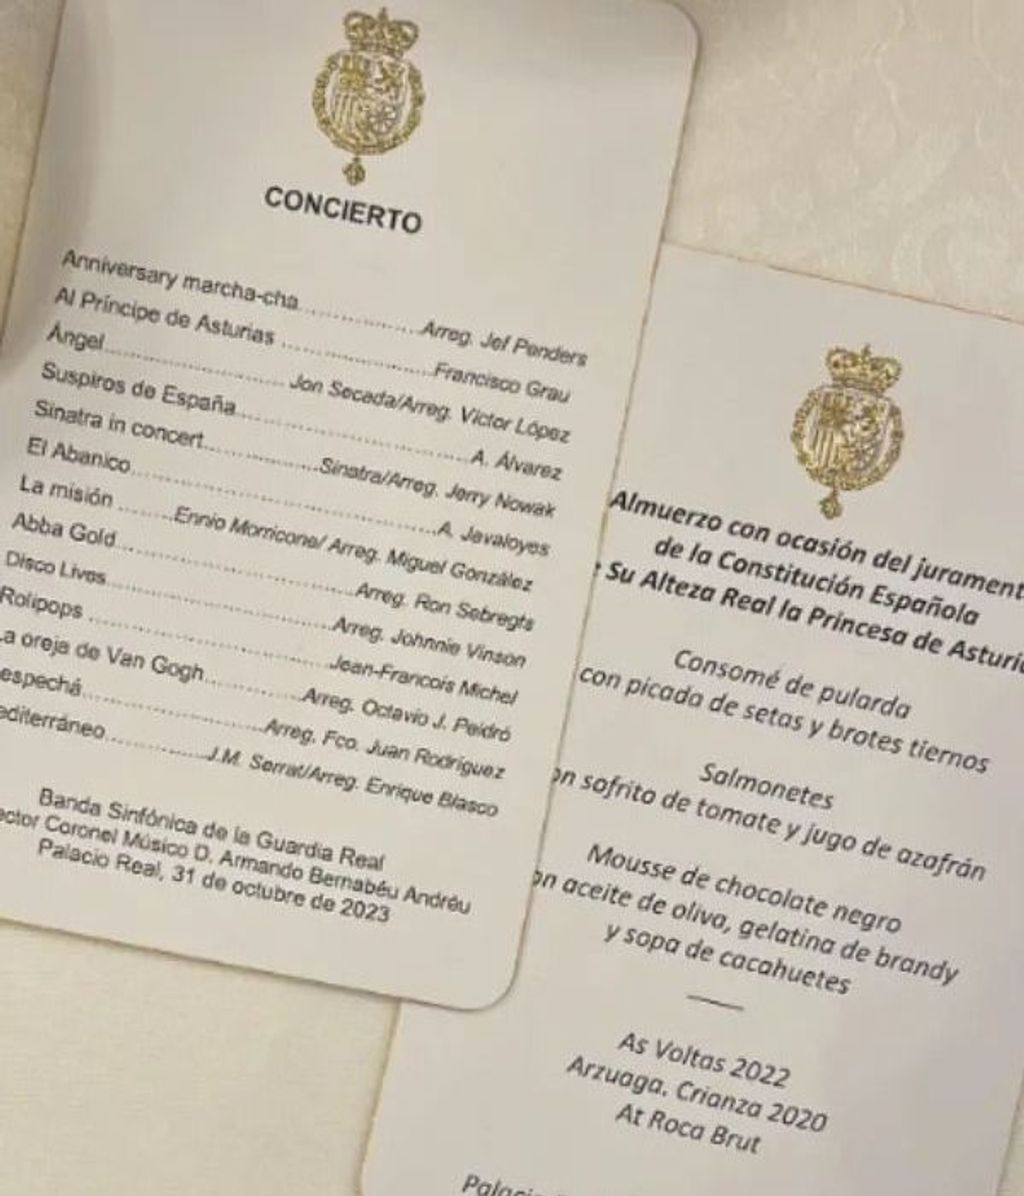 CONCIERTO
Anniversary marcha-cha..................Arreg. Jef Penders
Al Príncipe de Asturias .......................Francisco Grau
Ángel........................... Jon Secada/Arreg. Víctor López
Suspiros de España...................................A. Álvarez
Sinatra in concert.................Sinatra/Arreg. Jerry Nowak
El Abanico..............................................A. Javaloyes
La misión ........Ennio Morricone/ Arreg. Miguel González
Abba Gold...................................Arreg. Ron Sebregts
Disco Lives..................................Arreg. Johnnie Vinson
Rolipops ....................................Jean-Francois Michel
a oreja de Van Gogh...............Arreg. Octavio J. Peidró
espechá...........................Arreg. Fco. Juan Rodríguez
editerráneo...............J.M. Serrat/Arreg. Enrique Blasco
Banda Sinfónica de la Guardia Real
ector Coronel Músico D. Armando Bernabéu Andréu
Palacio Real, 31 de octubre de 2023
Almuerzo con ocasión del jurament
de la Constitución Española
Su Alteza Real la Princesa de Asturia
Consomé de pularda
con picada de setas y brotes tiernos
Salmonetes
on sofrito de tomate y jugo de azafrán
Mousse de chocolate negro
on aceite de oliva, gelatina de brandy
y sopa de cacahuetes
As Voltas 2022
Arzuaga. Crianza 2020
At Roca Brut